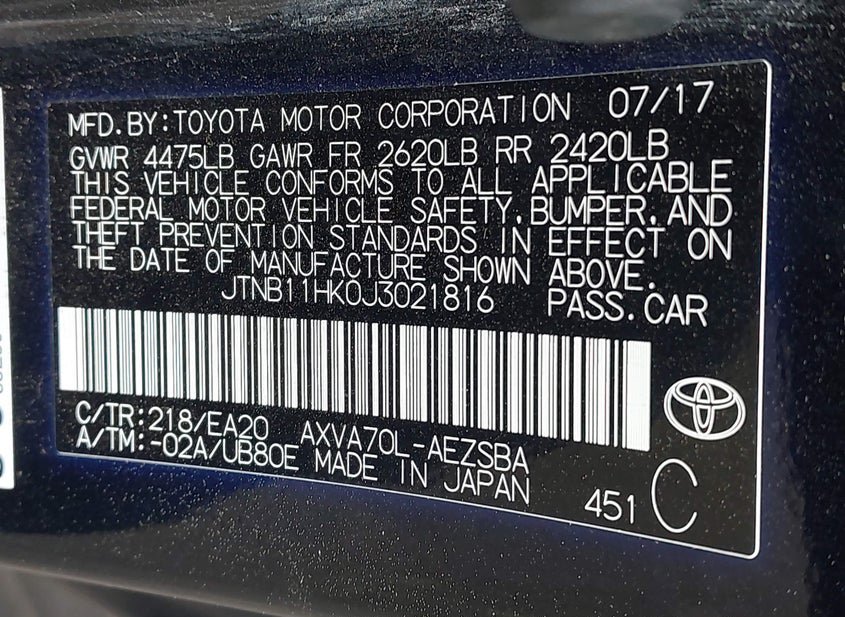 MFD.BY:TOYOTA MOTOR CORPORATION 07/17
GVWR 4475LB GAWR FR 2620LB RR 2420LB
THIS VEHICLE CONFORMS TO ALL APPLICABLE
FEDERAL MOTOR VEHICLE SAFETY,BUMPER,AND
THEFT PREVENTION STANDARDS IN EFFECT ON
THE DATE OF MANUFACTURE SHOWN ABOVE.
JTNB11HK0J3021816 PASS.CAR
C/TR:218/EA20 AXVA70L-AEZSBA
A/TM:-02A/UB80E MADE IN JAPAN
451 C